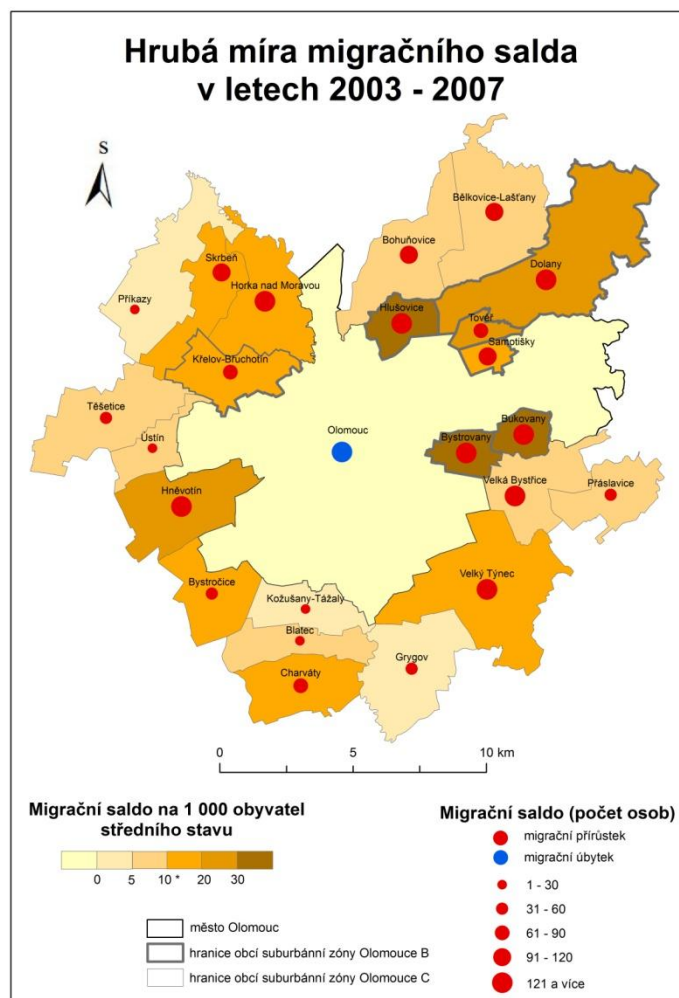 Hrubá míra migračního salda
v letech 2003 - 2007
S
Bělkovice-Lašťany
Bohuňovice
Skrbeň
Dolany
Horka nad Moravou
Příkazy
Hlušovice
Tovéř
Samotišky
Křelov-Břuchotín
Těšetice
Ústín
Olomouc
Bukovany
Bystrovany
Hněvotín
Velká Bystřice
Přáslavice
Bystročice
Velký Týnec
Kožušany-Tážaly
Blatec
Grygov
Charváty
0 5 10 km
Migrační saldo na 1 000 obyvatel
středního stavu
0 5 10 * 20 30
město Olomouc
hranice obcí suburbánní zóny Olomouce B
hranice obcí suburbánní zóny Olomouce C
Migrační saldo (počet osob)
migrační přírůstek
migrační úbytek
1 - 30
31 - 60
61 - 90
91 - 120
121 a více